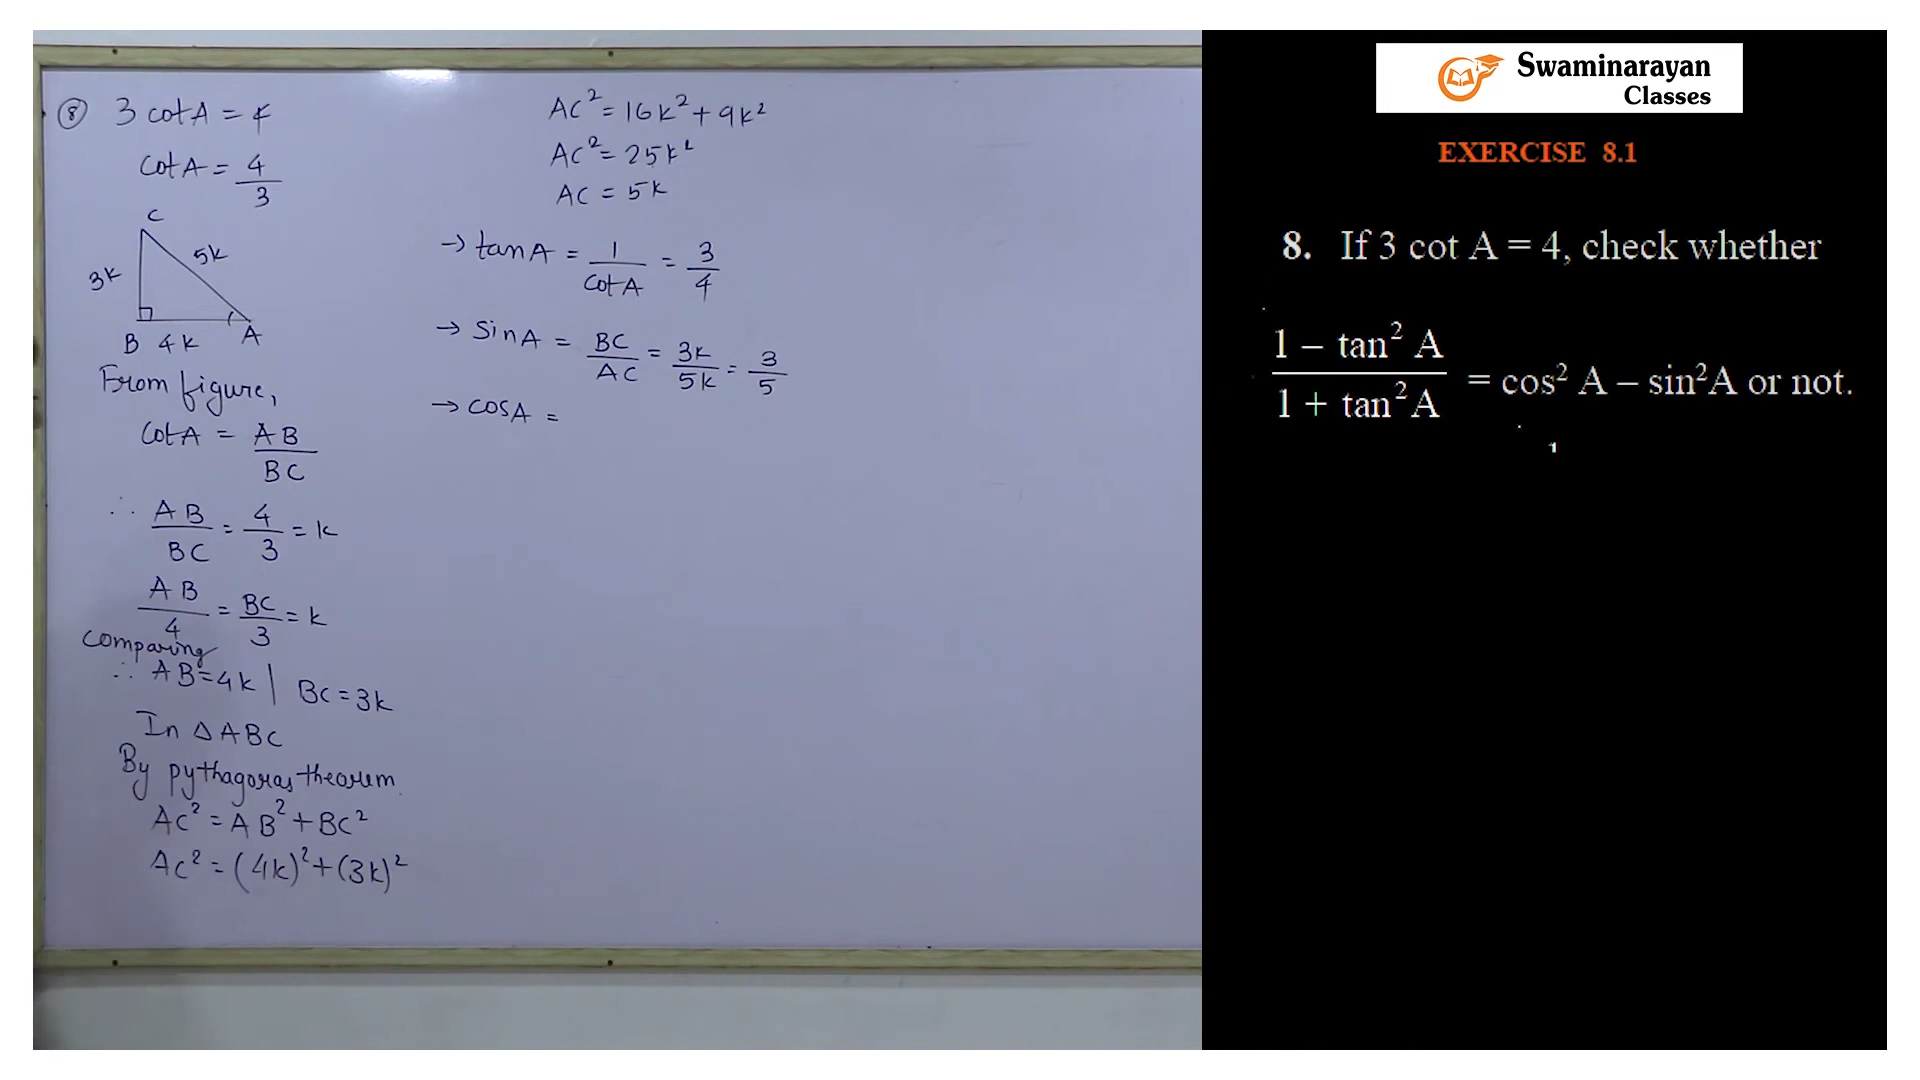 ⑧ 3 cot A = 4
cot A = 4/3
C
3k
5k
B 4k A
From figure,
cot A = AB/BC
∴ AB/BC = 4/3 = k
AB/4 = BC/3 = k
comparing
∴ AB = 4k | BC = 3k
In △ABC
By pythagoras theorem
AC² = AB² + BC²
AC² = (4k)² + (3k)²
AC² = 16k² + 9k²
AC² = 25k²
AC = 5k
→ tan A = 1/cot A = 3/4
→ Sin A = BC/AC = 3k/5k = 3/5
→ cos A =
Swaminarayan
Classes
EXERCISE 8.1
8. If 3 cot A = 4, check whether
1 – tan² A / 1 + tan² A = cos² A – sin²A or not.